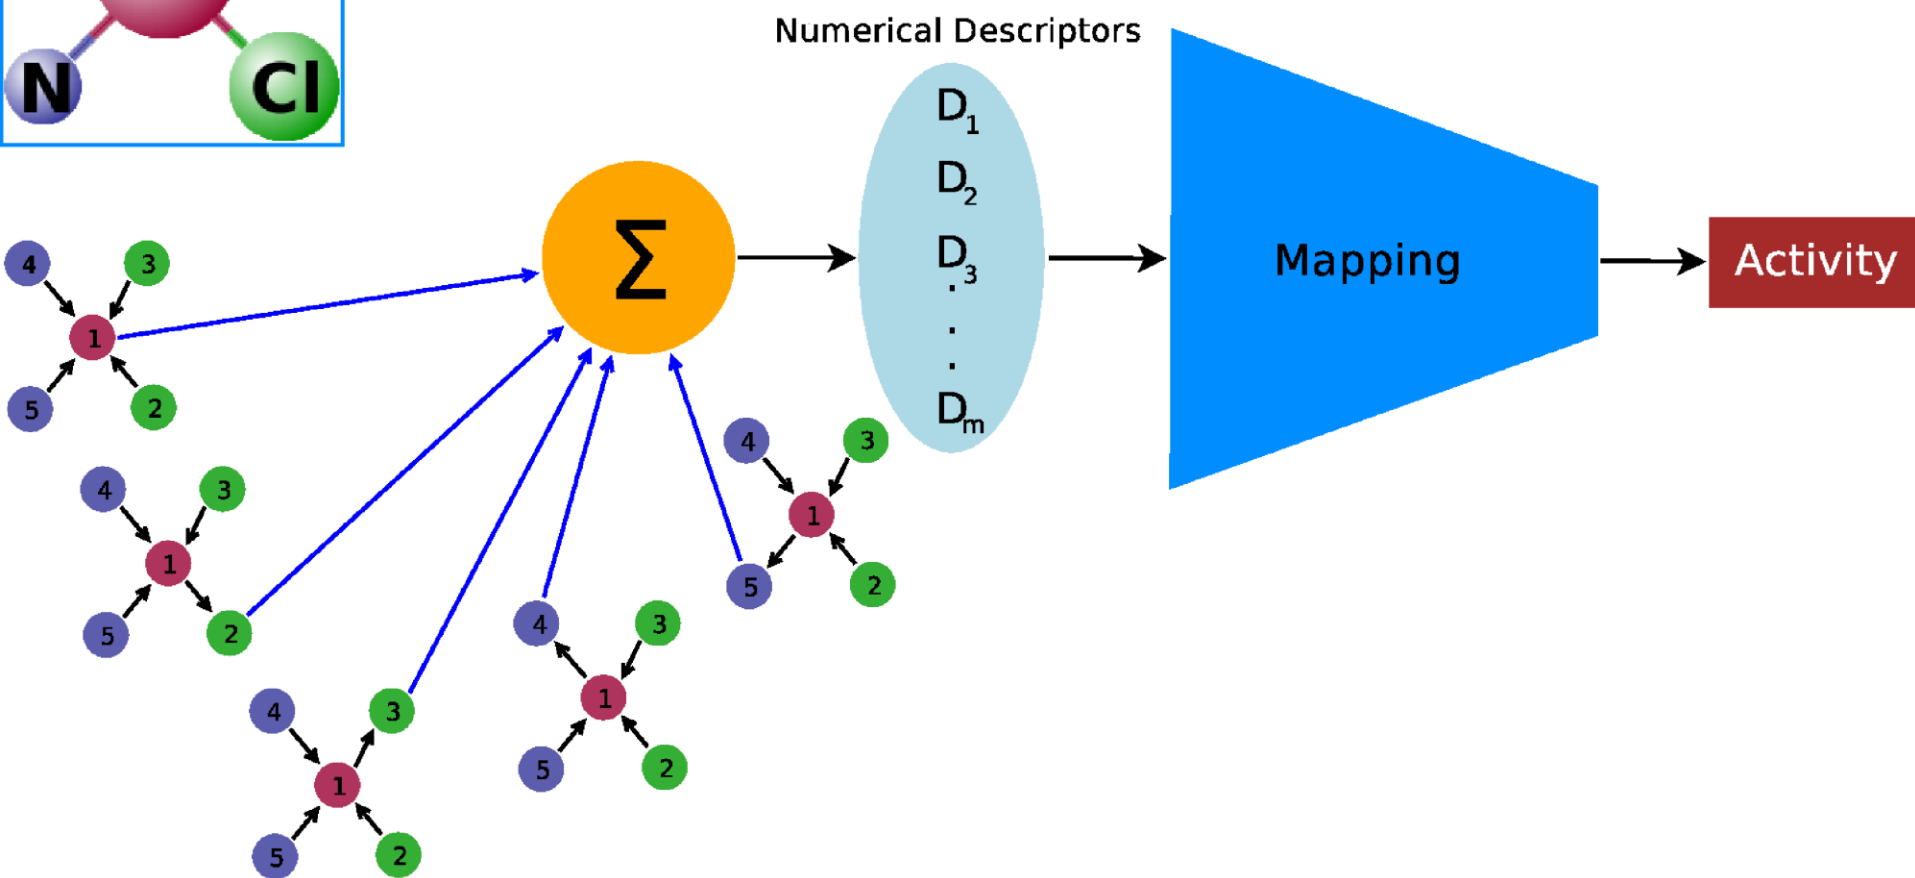 Numerical Descriptors
N Cl
D1
D2
D3
.
.
.
Dm
Σ
Mapping
Activity
4 3
1
5 2
4 3
1
5 2
4 3
1
5 2
4 3
1
5 2
4 3
1
5 2